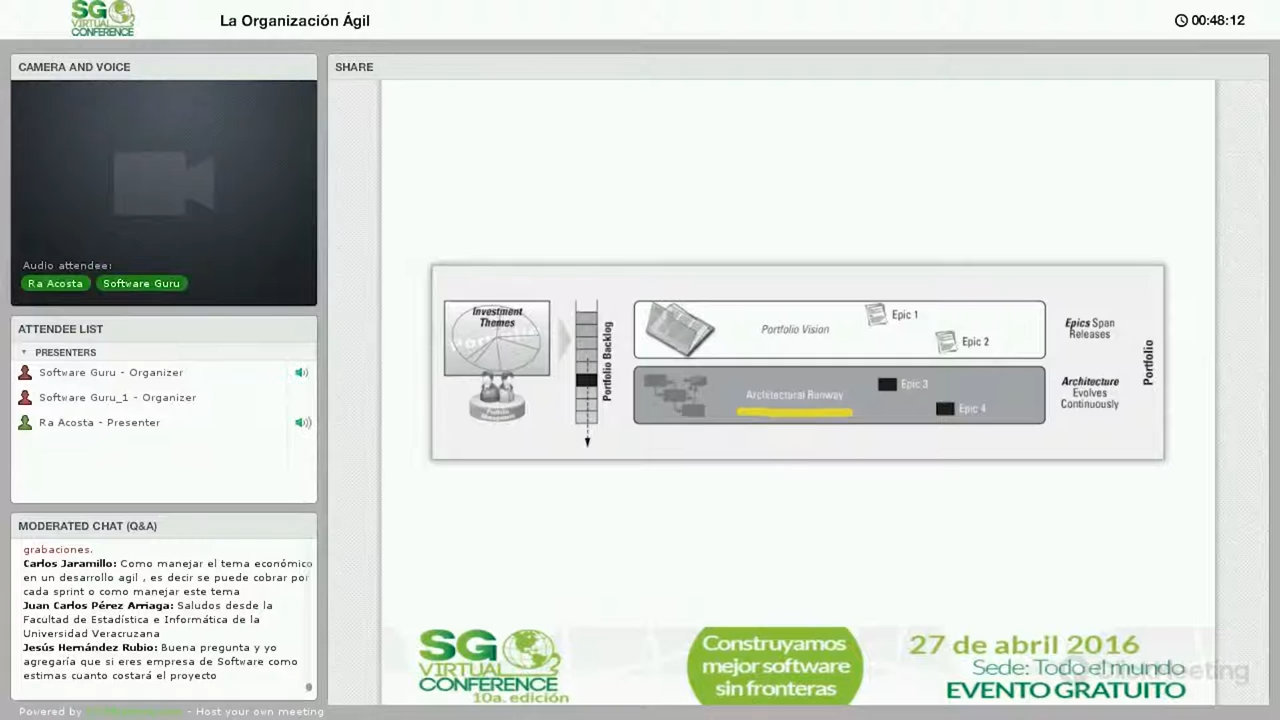 SG
VIRTUAL
CONFERENCE
La Organización Ágil
00:48:12
CAMERA AND VOICE
Audio attendee:
Ra Acosta
Software Guru
ATTENDEE LIST
PRESENTERS
Software Guru - Organizer
Software Guru_1 - Organizer
Ra Acosta - Presenter
MODERATED CHAT (Q&A)
grabaciones.
Carlos Jaramillo: Como manejar el tema económico
en un desarrollo agil , es decir se puede cobrar por
cada sprint o como manejar este tema
Juan Carlos Pérez Arriaga: Saludos desde la
Facultad de Estadística e Informática de la
Universidad Veracruzana
Jesús Hernández Rubio: Buena pregunta y yo
agregaría que si eres empresa de Software como
estimas cuanto costará el proyecto
Powered by
- Host your own meeting
SHARE
Investment
Themes
Portfolio Backlog
Portfolio Vision
Epic 1
Epic 2
Epics Span
Releases
Architectural Runway
Epic 3
Epic 4
Architecture
Evolves
Continuously
Portfolio
SG
VIRTUAL
CONFERENCE
10a. edición
Construyamos
mejor software
sin fronteras
27 de abril 2016
Sede: Todo el mundo
EVENTO GRATUITO